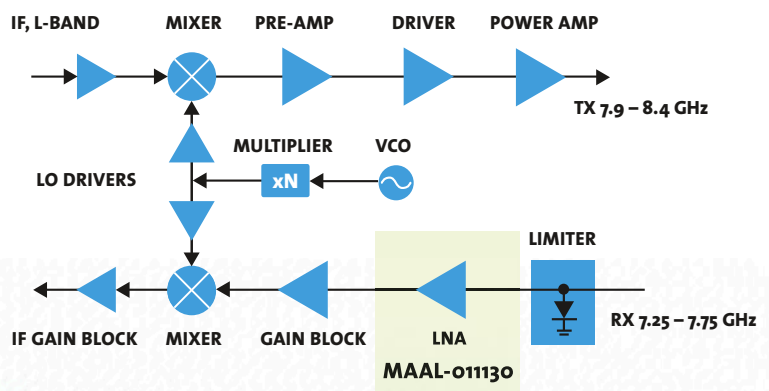 IF, L-BAND
MIXER
PRE-AMP
DRIVER
POWER AMP
TX 7.9 – 8.4 GHz
MULTIPLIER
VCO
LO DRIVERS
xN
LIMITER
RX 7.25 – 7.75 GHz
IF GAIN BLOCK
MIXER
GAIN BLOCK
LNA
MAAL-011130